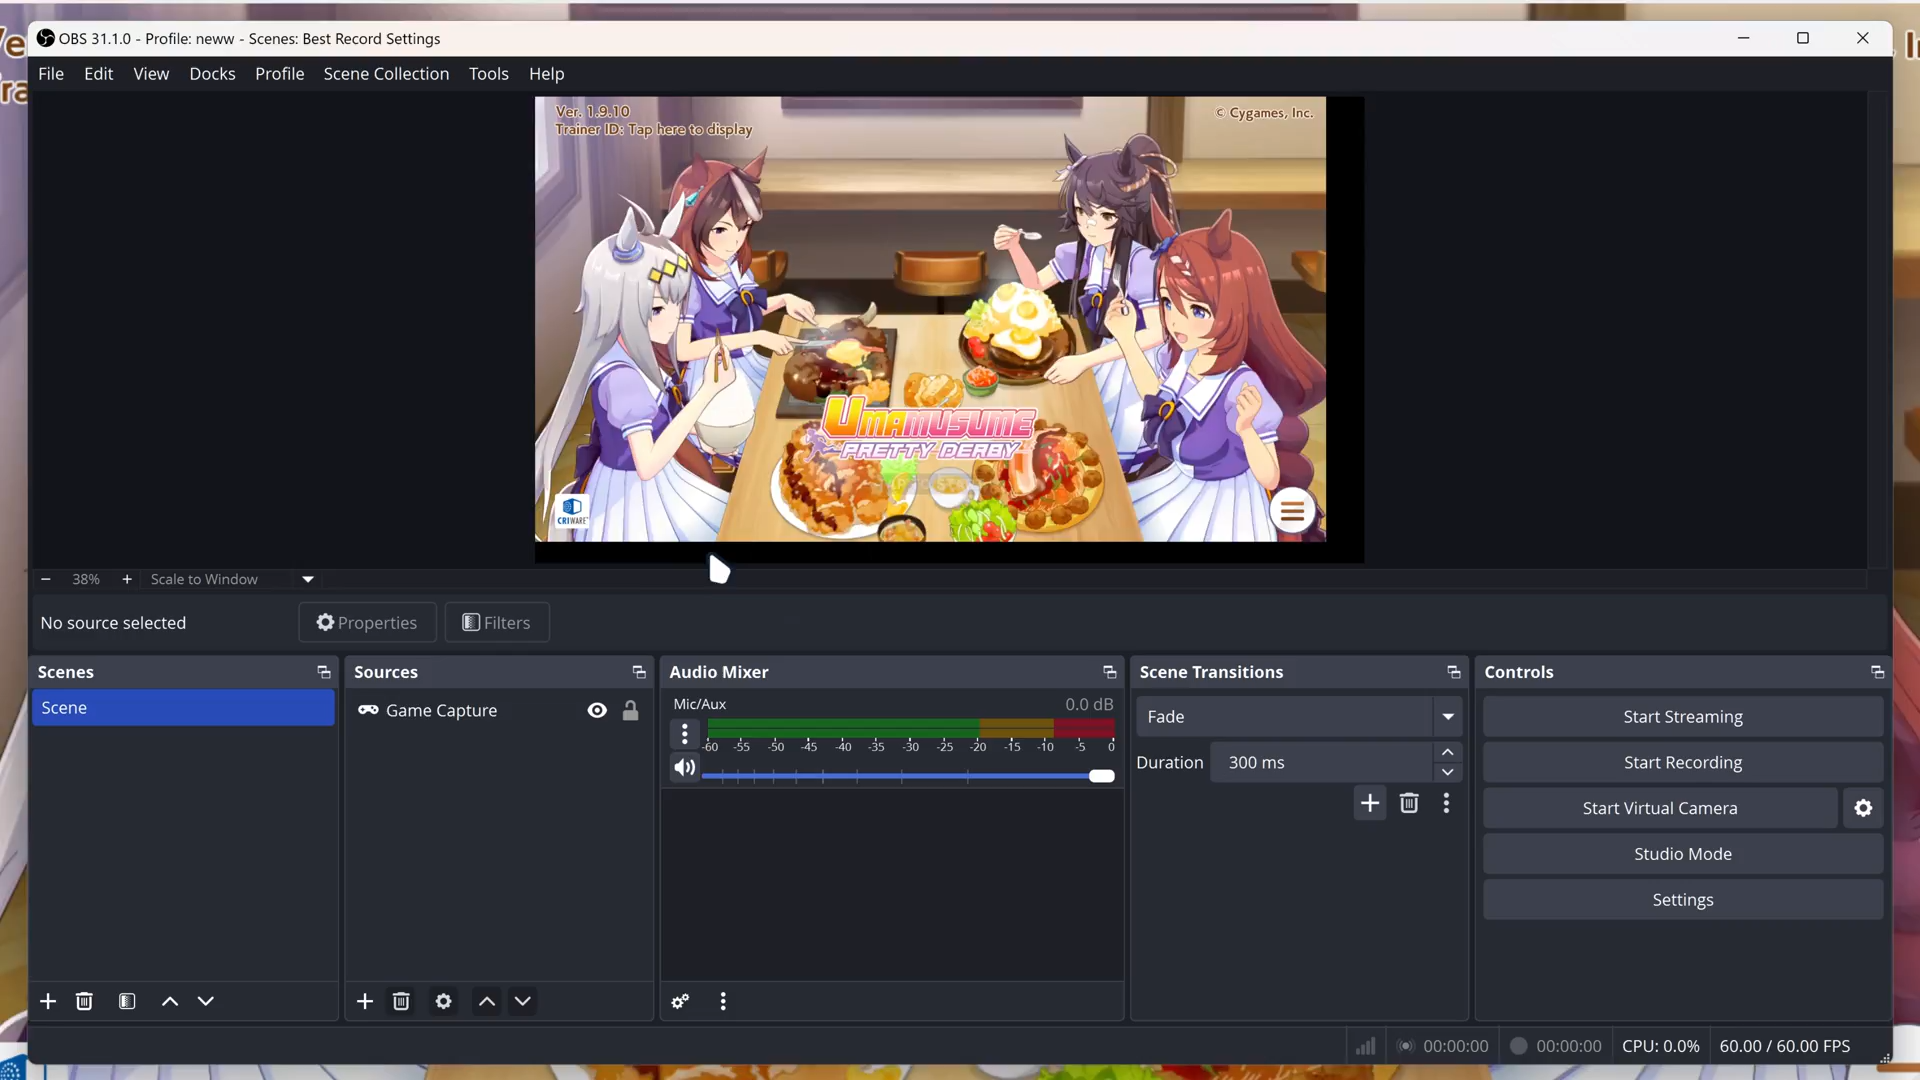 OBS 31.1.0 - Profile: neww - Scenes: Best Record Settings
File Edit View Docks Profile Scene Collection Tools Help
Ver. 1.9.10
Trainer ID: Tap here to display
© Cygames, Inc.
UMAMUSUME
PRETTY DERBY
CRIWARE
38% Scale to Window
No source selected Properties Filters
Scenes
Scene
Sources
Game Capture
Audio Mixer
Mic/Aux 0.0 dB
-60 -55 -50 -45 -40 -35 -30 -25 -20 -15 -10 -5 0
Scene Transitions
Fade
Duration 300 ms
Controls
Start Streaming
Start Recording
Start Virtual Camera
Studio Mode
Settings
00:00:00 00:00:00 CPU: 0.0% 60.00 / 60.00 FPS